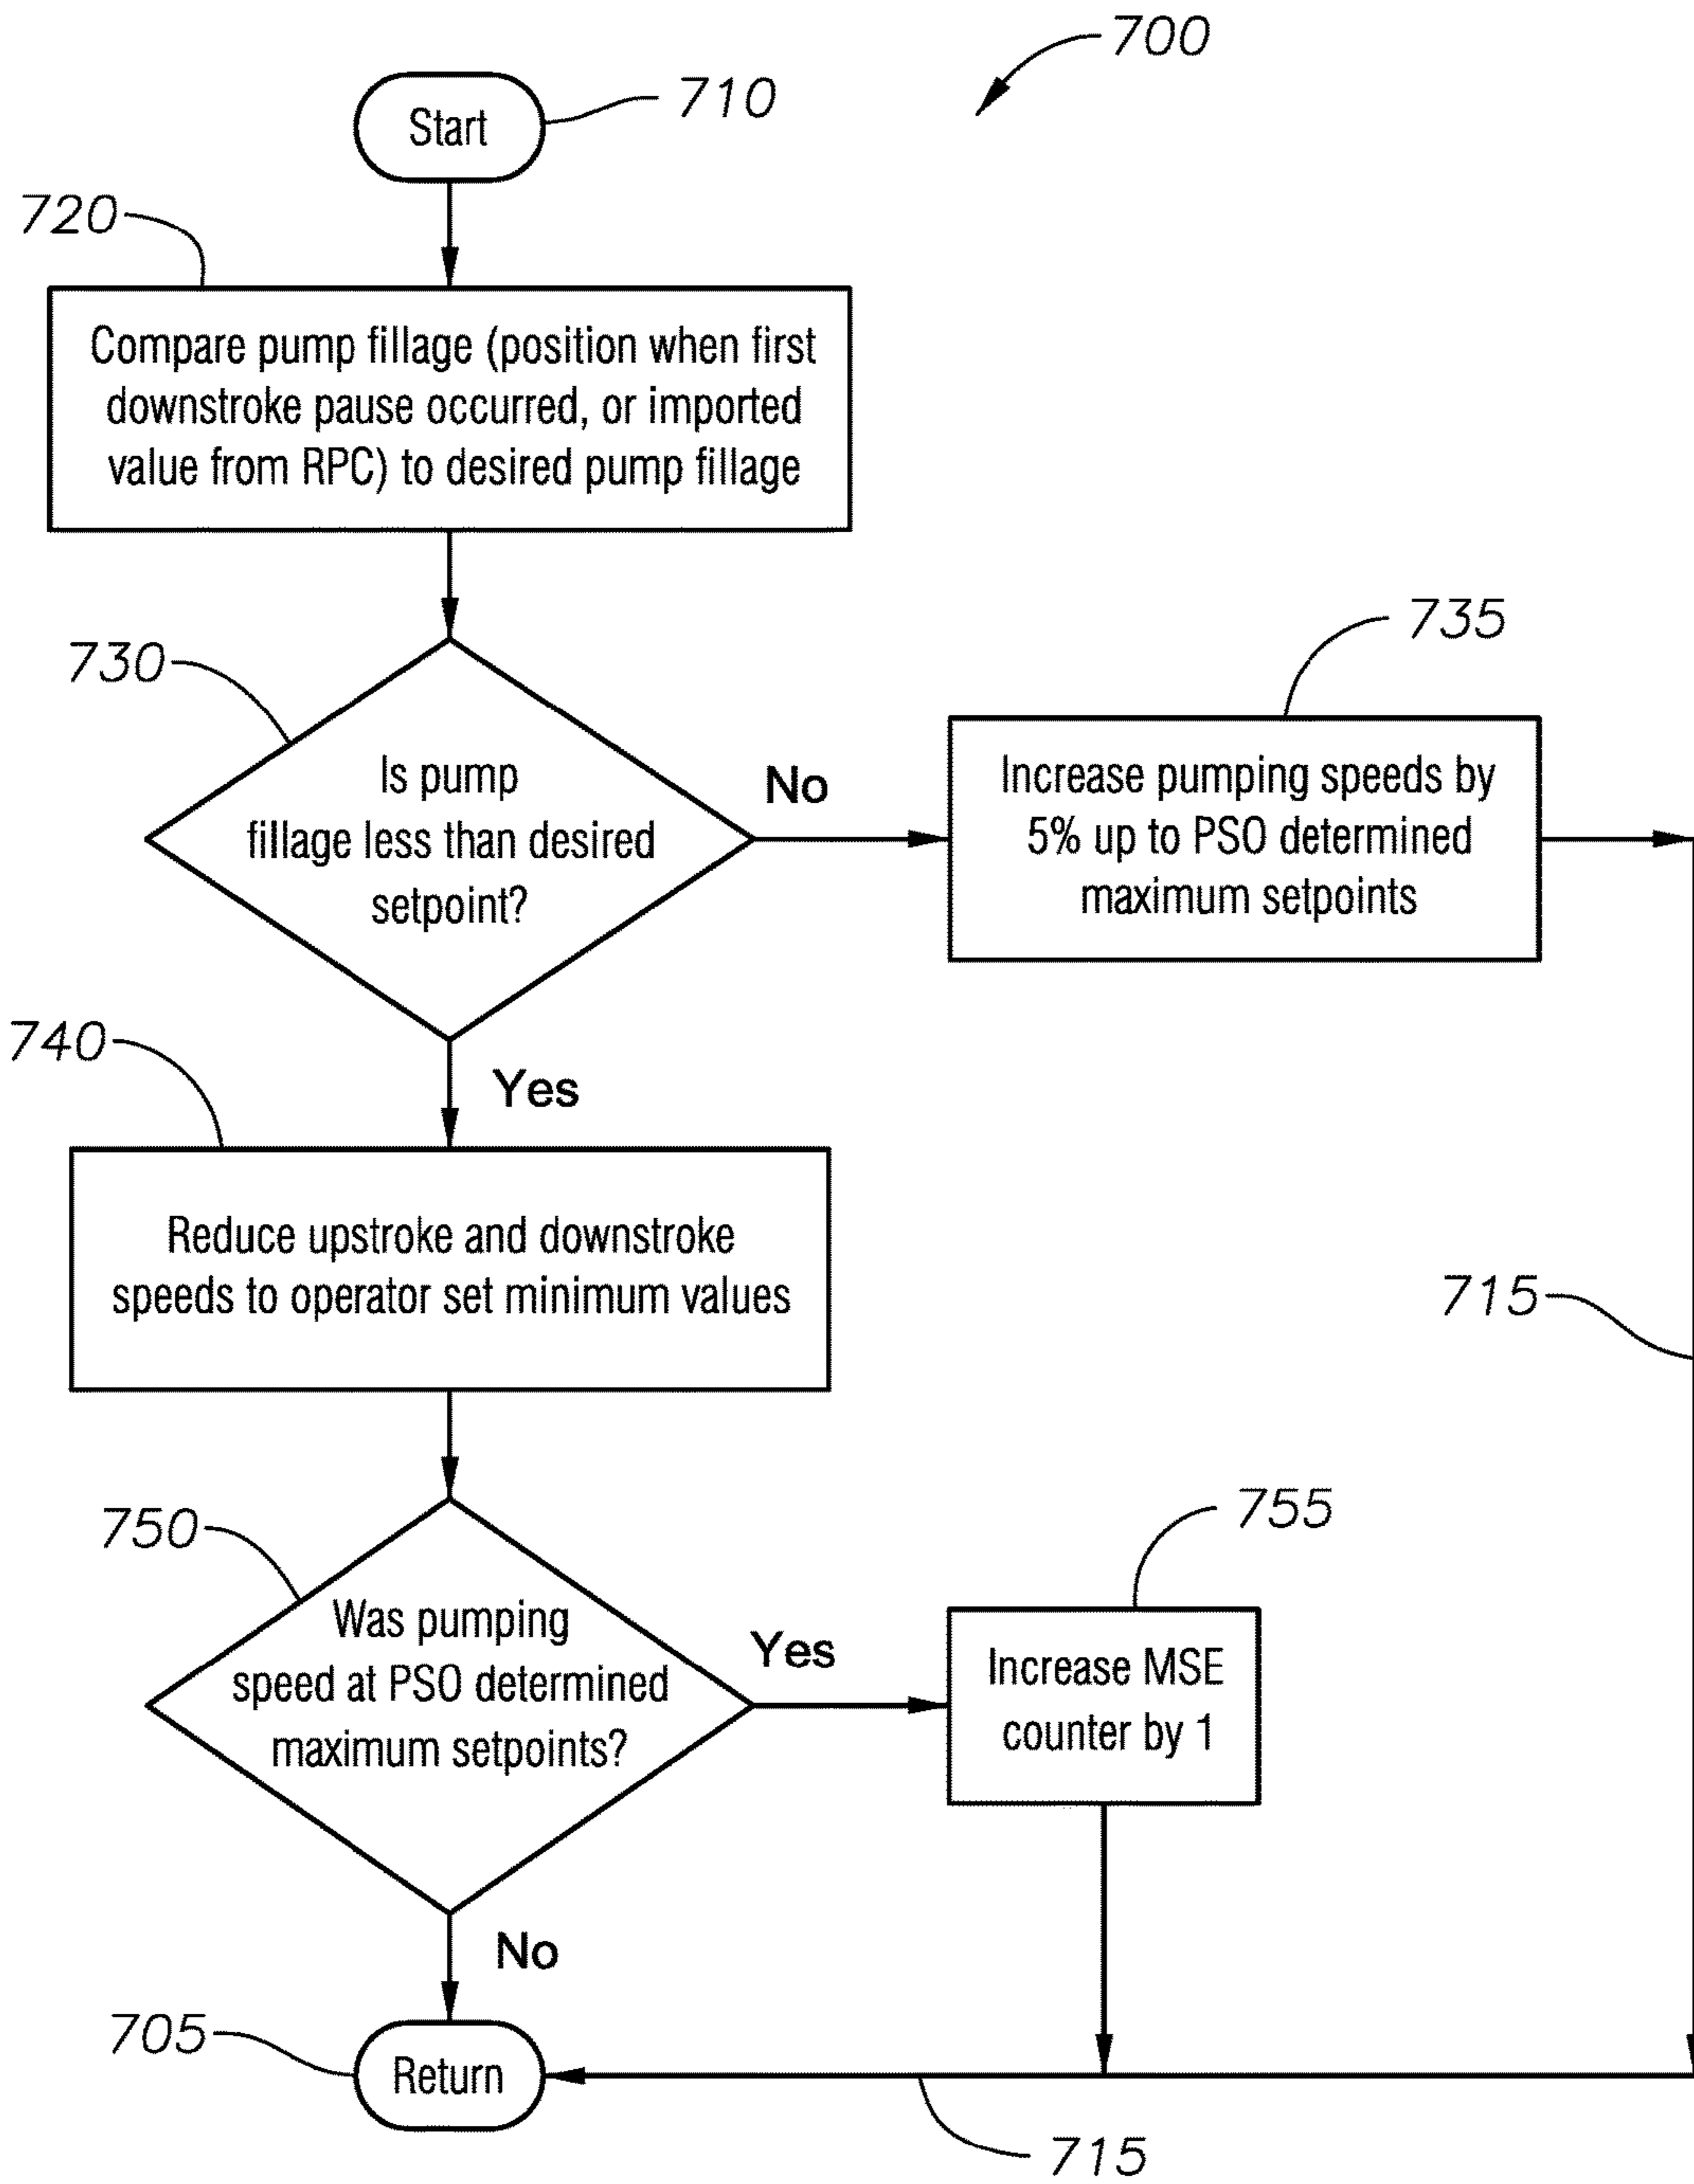 700
Start
710
720
Compare pump fillage (position when first
downstroke pause occurred, or imported
value from RPC) to desired pump fillage
730
Is pump
fillage less than desired
setpoint?
No
735
Increase pumping speeds by
5% up to PSO determined
maximum setpoints
Yes
740
Reduce upstroke and downstroke
speeds to operator set minimum values
715
750
Was pumping
speed at PSO determined
maximum setpoints?
Yes
755
Increase MSE
counter by 1
No
705
Return
715